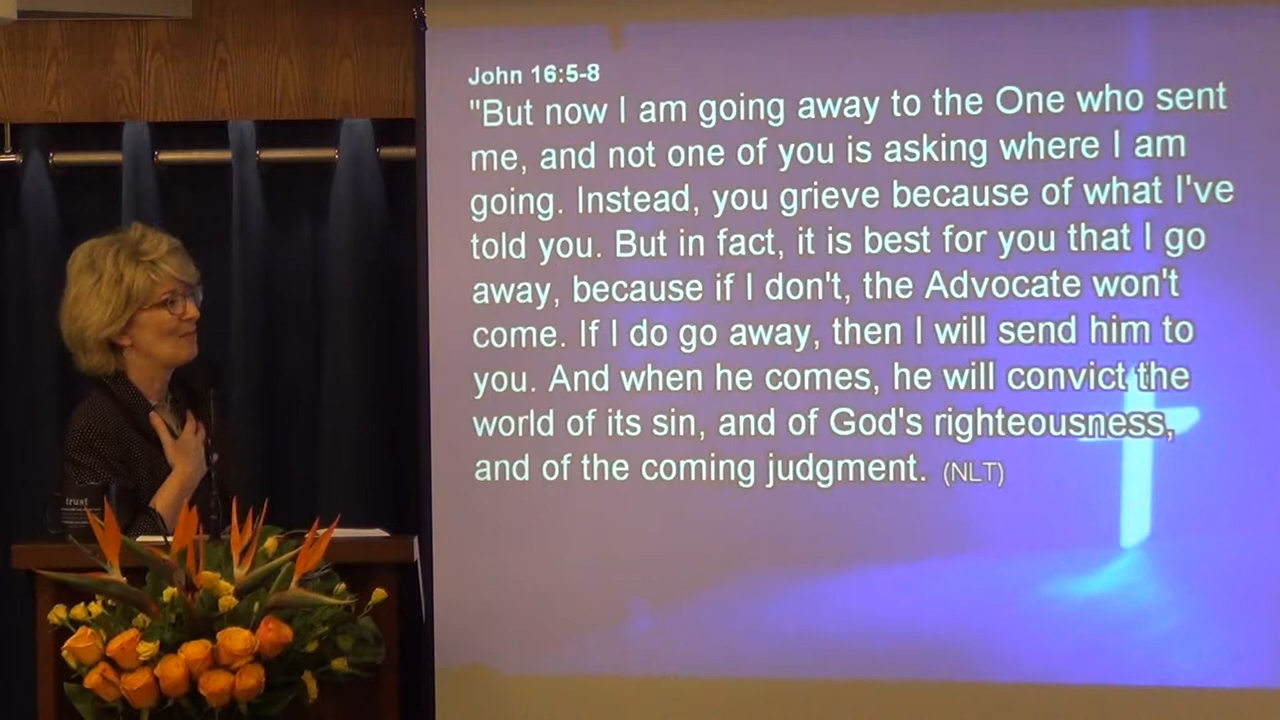 John 16:5-8
"But now I am going away to the One who sent
me, and not one of you is asking where I am
going. Instead, you grieve because of what I've
told you. But in fact, it is best for you that I go
away, because if I don't, the Advocate won't
come. If I do go away, then I will send him to
you. And when he comes, he will convict the
world of its sin, and of God's righteousness,
and of the coming judgment. (NLT)
trust